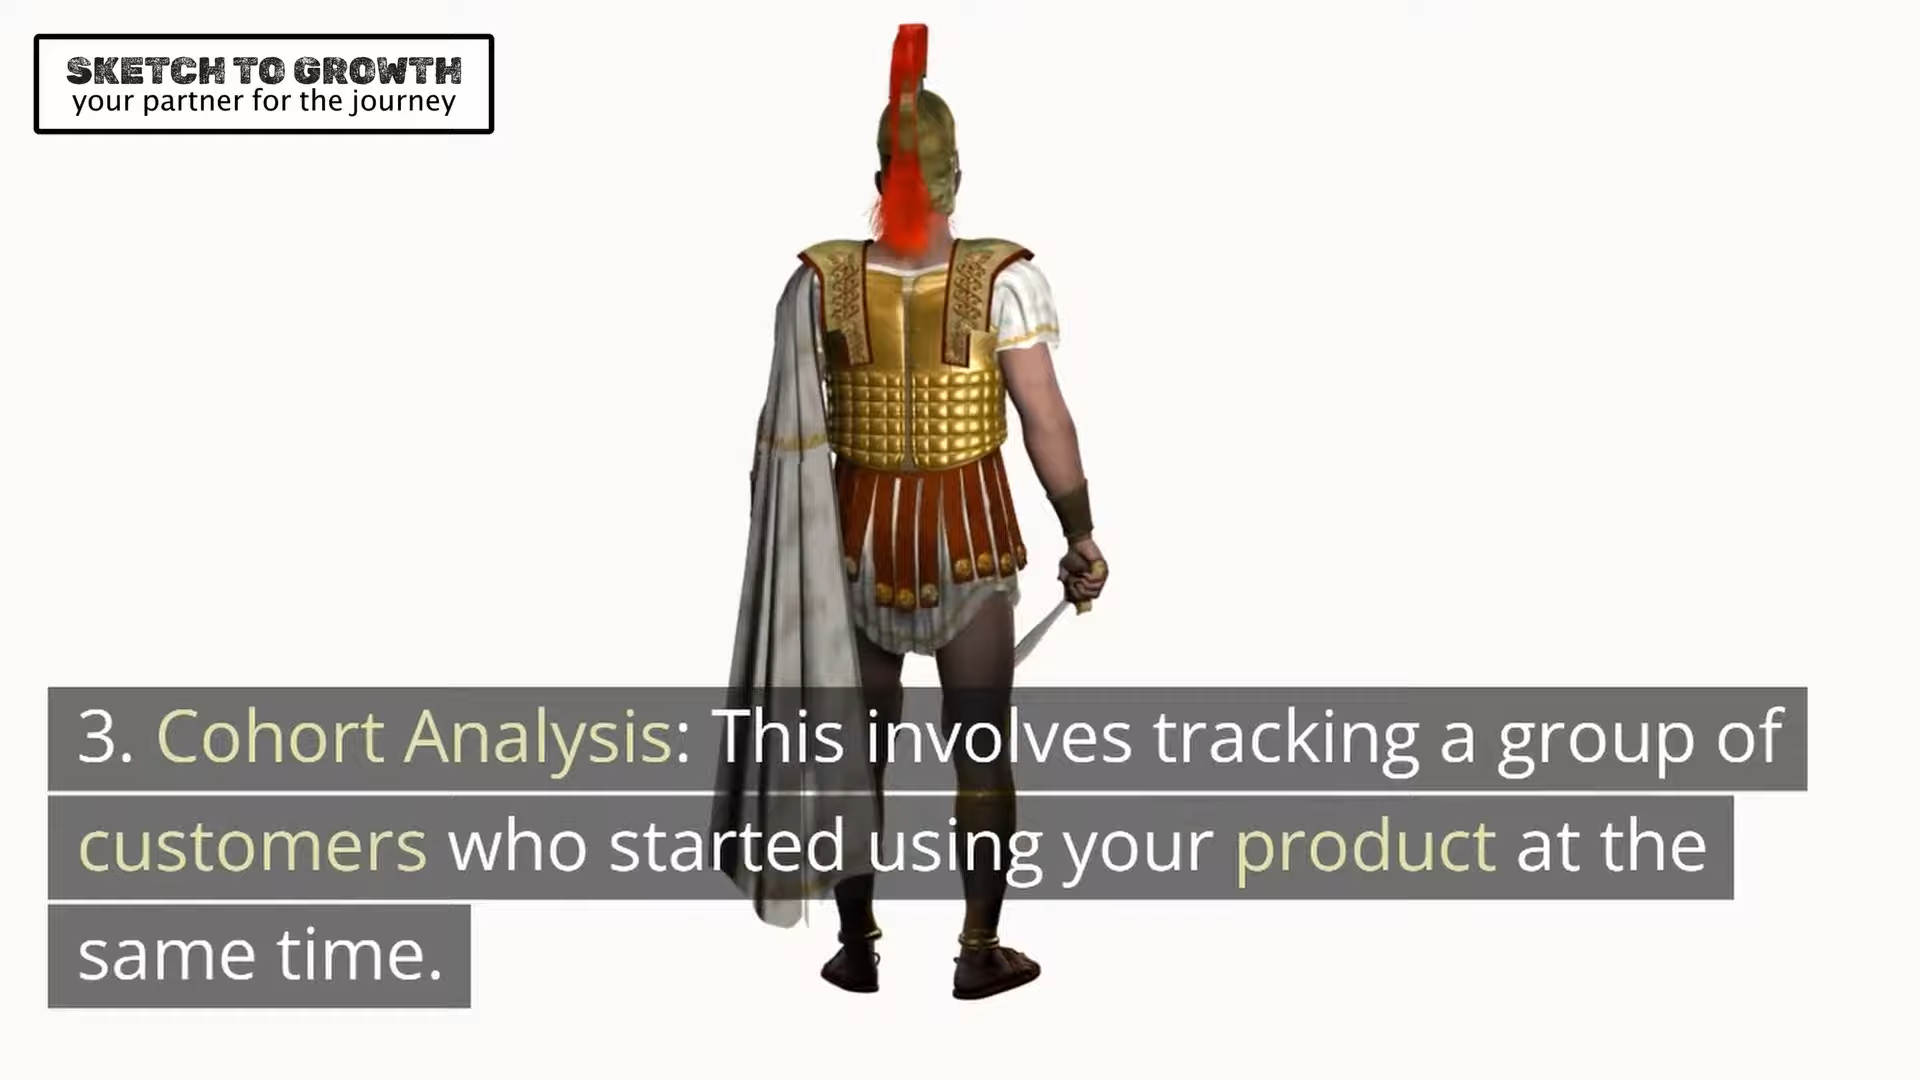 SKETCH TO GROWTH
your partner for the journey
3. Cohort Analysis: This involves tracking a group of
customers who started using your product at the
same time.